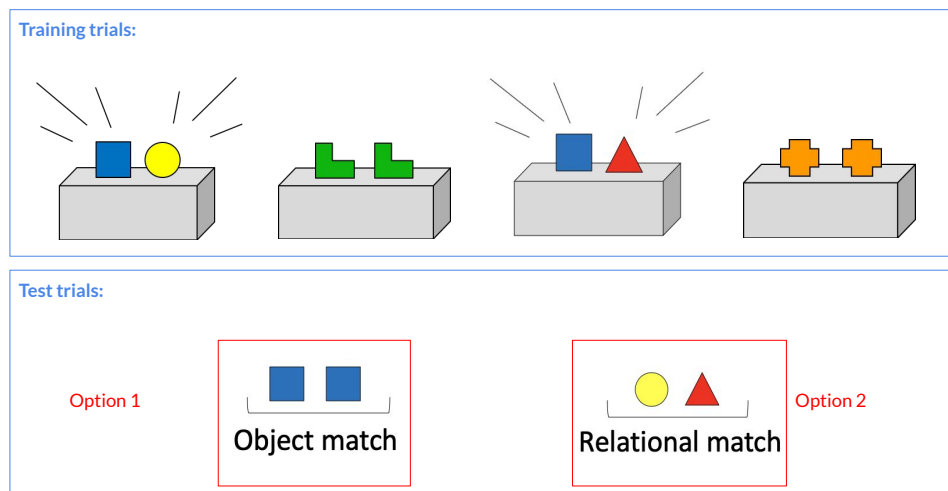 Training trials:
Test trials:
Option 1
Object match
Relational match
Option 2